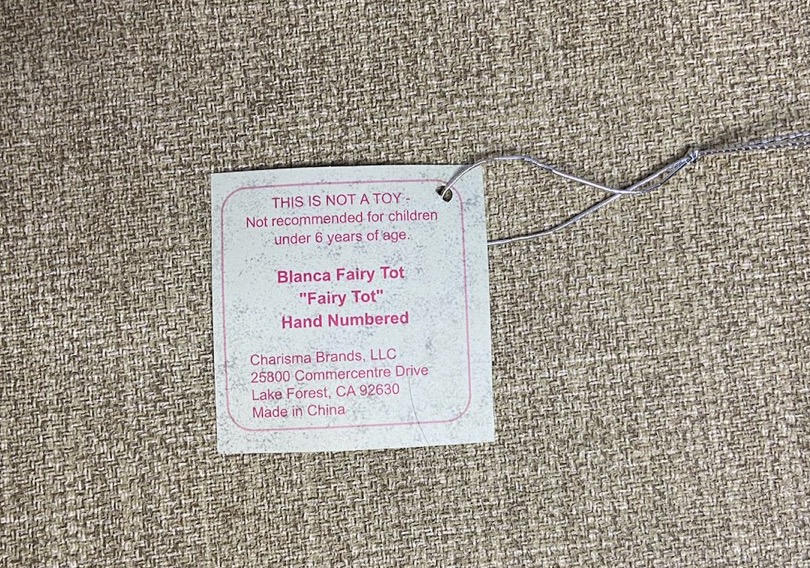 THIS IS NOT A TOY -
Not recommended for children
under 6 years of age.
Blanca Fairy Tot
"Fairy Tot"
Hand Numbered
Charisma Brands, LLC
25800 Commercentre Drive
Lake Forest, CA 92630
Made in China